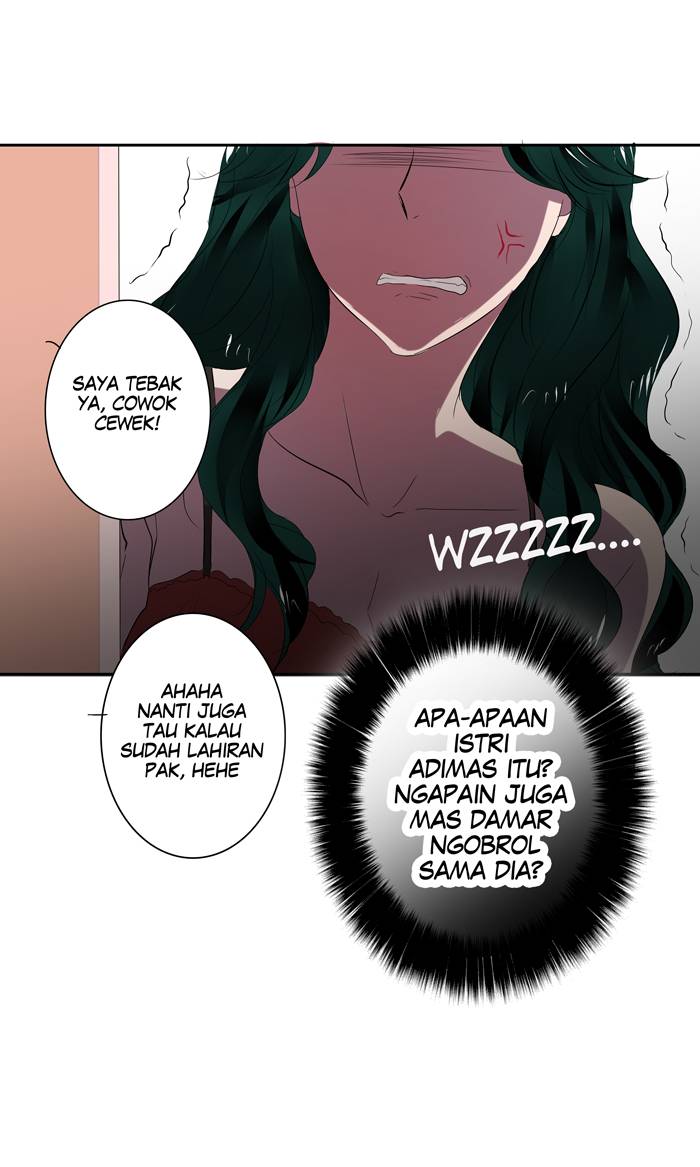 SAYA TEBAK
YA, COWOK
CEWEK!
WZZZZZ....
AHAHA
NANTI JUGA
TAU KALAU
SUDAH LAHIRAN
PAK, HEHE
APA-APAAN
ISTRI
ADIMAS ITU?
NGAPAIN JUGA
MAS DAMAR
NGOBROL
SAMA DIA?